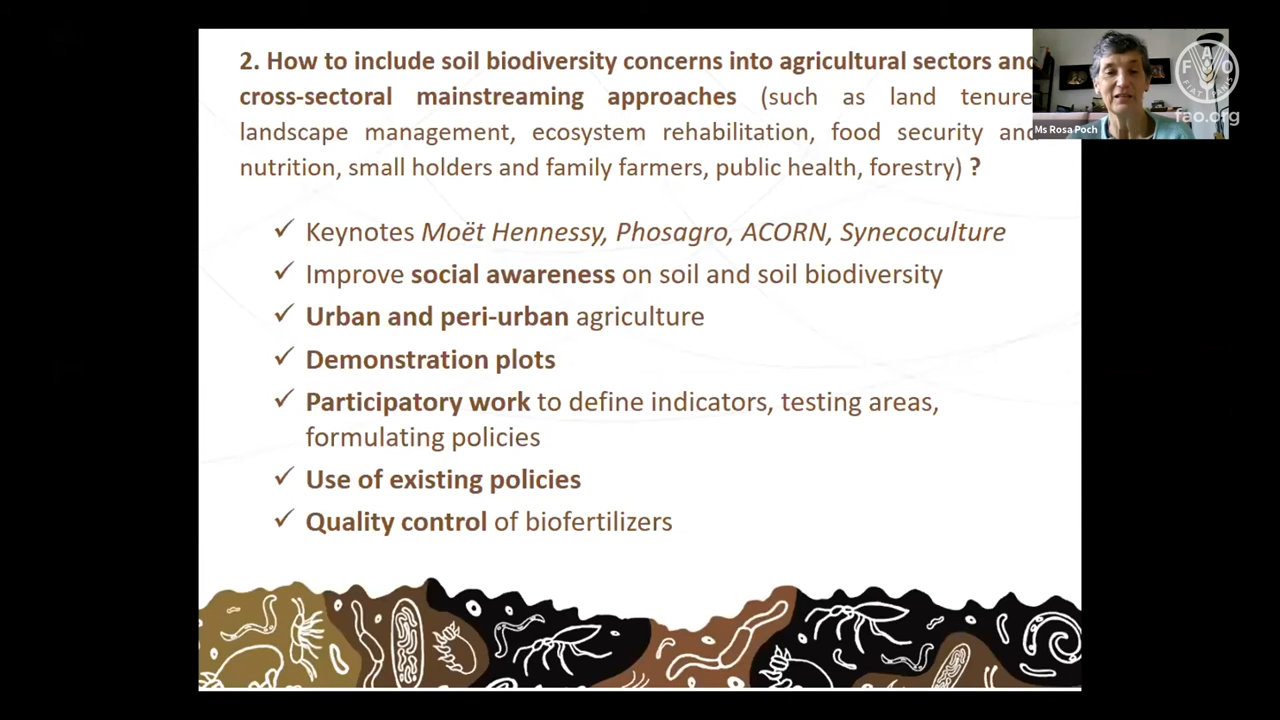 2. How to include soil biodiversity concerns into agricultural sectors and
cross-sectoral mainstreaming approaches (such as land tenure
landscape management, ecosystem rehabilitation, food security and
nutrition, small holders and family farmers, public health, forestry) ?
✓ Keynotes Moët Hennessy, Phosagro, ACORN, Synecoculture
✓ Improve social awareness on soil and soil biodiversity
✓ Urban and peri-urban agriculture
✓ Demonstration plots
✓ Participatory work to define indicators, testing areas,
formulating policies
✓ Use of existing policies
✓ Quality control of biofertilizers
Ms Rosa Poch
F A O
FIAT PANIS
fao.org